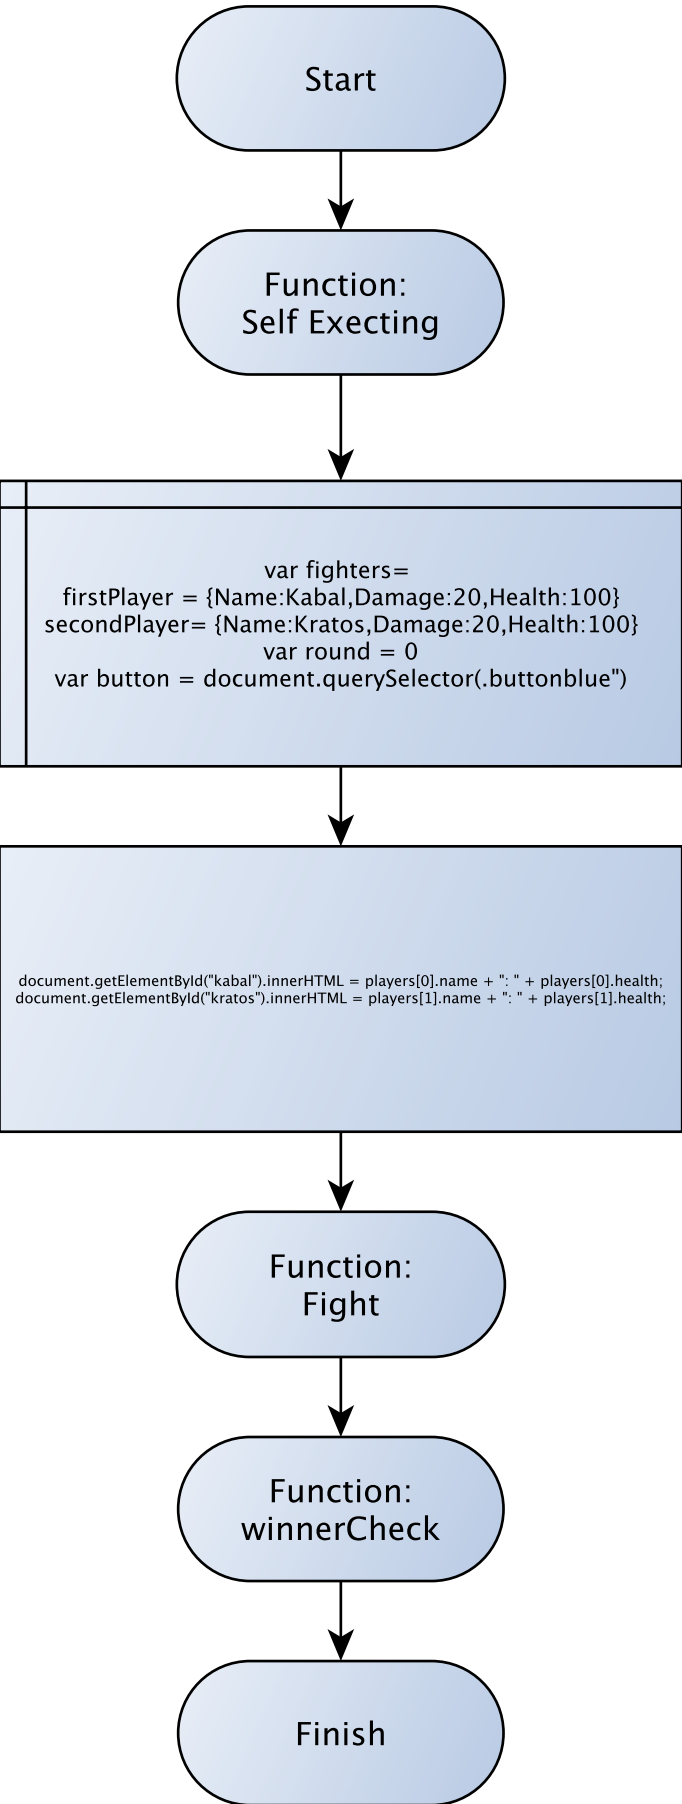 Start
Function:
Self Execting
var fighters=
firstPlayer = {Name:Kabal,Damage:20,Health:100}
secondPlayer= {Name:Kratos,Damage:20,Health:100}
var round = 0
var button = document.querySelector(.buttonblue")
document.getElementById("kabal").innerHTML = players[0].name + ": " + players[0].health;
document.getElementById("kratos").innerHTML = players[1].name + ": " + players[1].health;
Function:
Fight
Function:
winnerCheck
Finish